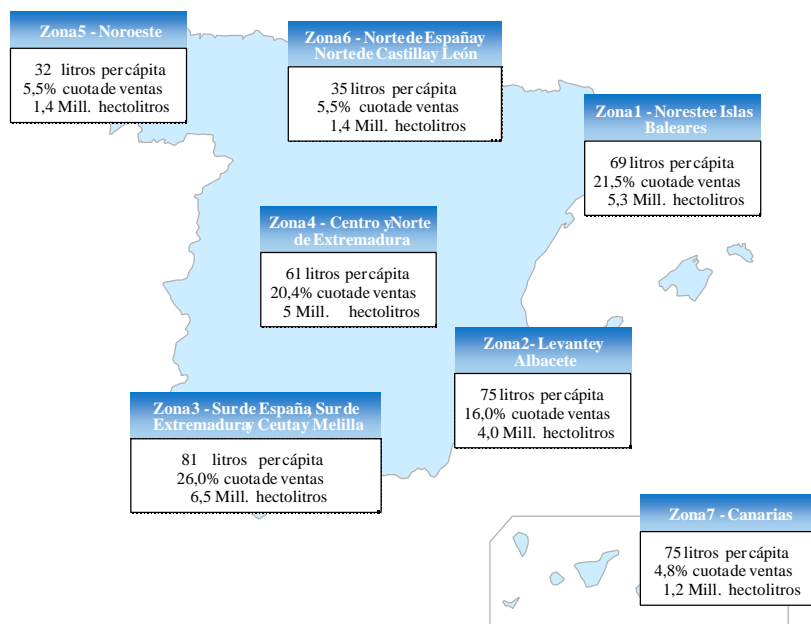 Zona5 - Noroeste
32 litros per cápita
5,5% cuota de ventas
1,4 Mill. hectolitros
Zona6 - Norte de España y
Norte de Castilla y León
35 litros per cápita
5,5% cuota de ventas
1,4 Mill. hectolitros
Zona1 - Noreste e Islas
Baleares
69 litros per cápita
21,5% cuota de ventas
5,3 Mill. hectolitros
Zona4 - Centro y Norte
de Extremadura
61 litros per cápita
20,4% cuota de ventas
5 Mill. hectolitros
Zona2- Levante y
Albacete
75 litros per cápita
16,0% cuota de ventas
4,0 Mill. hectolitros
Zona3 - Sur de España, Sur de
Extremadura y Ceuta y Melilla
81 litros per cápita
26,0% cuota de ventas
6,5 Mill. hectolitros
Zona7 - Canarias
75 litros per cápita
4,8% cuota de ventas
1,2 Mill. hectolitros